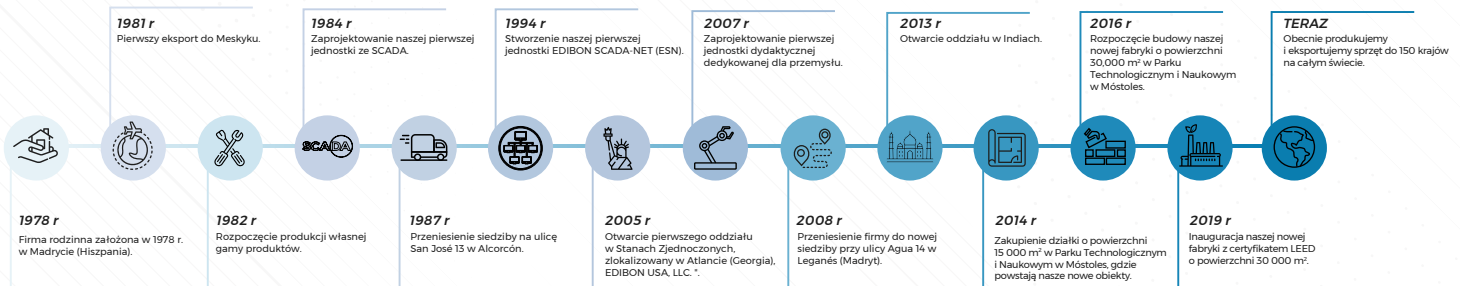 1981 r
Pierwszy eksport do Meskyku.
1984 r
Zaprojektowanie naszej pierwszej
jednostki ze SCADA.
1994 r
Stworzenie naszej pierwszej
jednostki EDIBON SCADA-NET (ESN).
2007 r
Zaprojektowanie pierwszej
jednostki dydaktycznej
dedykowanej dla przemysłu.
2013 r
Otwarcie oddziału w Indiach.
2016 r
Rozpoczęcie budowy naszej
nowej fabryki o powierzchni
30,000 m² w Parku
Technologicznym i Naukowym
w Móstoles.
TERAZ
Obecnie produkujemy
i eksportujemy sprzęt do 150 krajów
na całym świecie.
SCADA
1978 r
Firma rodzinna założona w 1978 r.
w Madrycie (Hiszpania).
1982 r
Rozpoczęcie produkcji własnej
gamy produktów.
1987 r
Przeniesienie siedziby na ulicę
San José 13 w Alcorcón.
2005 r
Otwarcie pierwszego oddziału
w Stanach Zjednoczonych,
zlokalizowany w Atlancie (Georgia),
EDIBON USA, LLC. ".
2008 r
Przeniesienie firmy do nowej
siedziby przy ulicy Agua 14 w
Leganés (Madryt).
2014 r
Zakupienie działki o powierzchni
15 000 m² w Parku Technologicznym
i Naukowym w Móstoles, gdzie
powstają nasze nowe obiekty.
2019 r
Inauguracja naszej nowej
fabryki z certyfikatem LEED
o powierzchni 30 000 m².